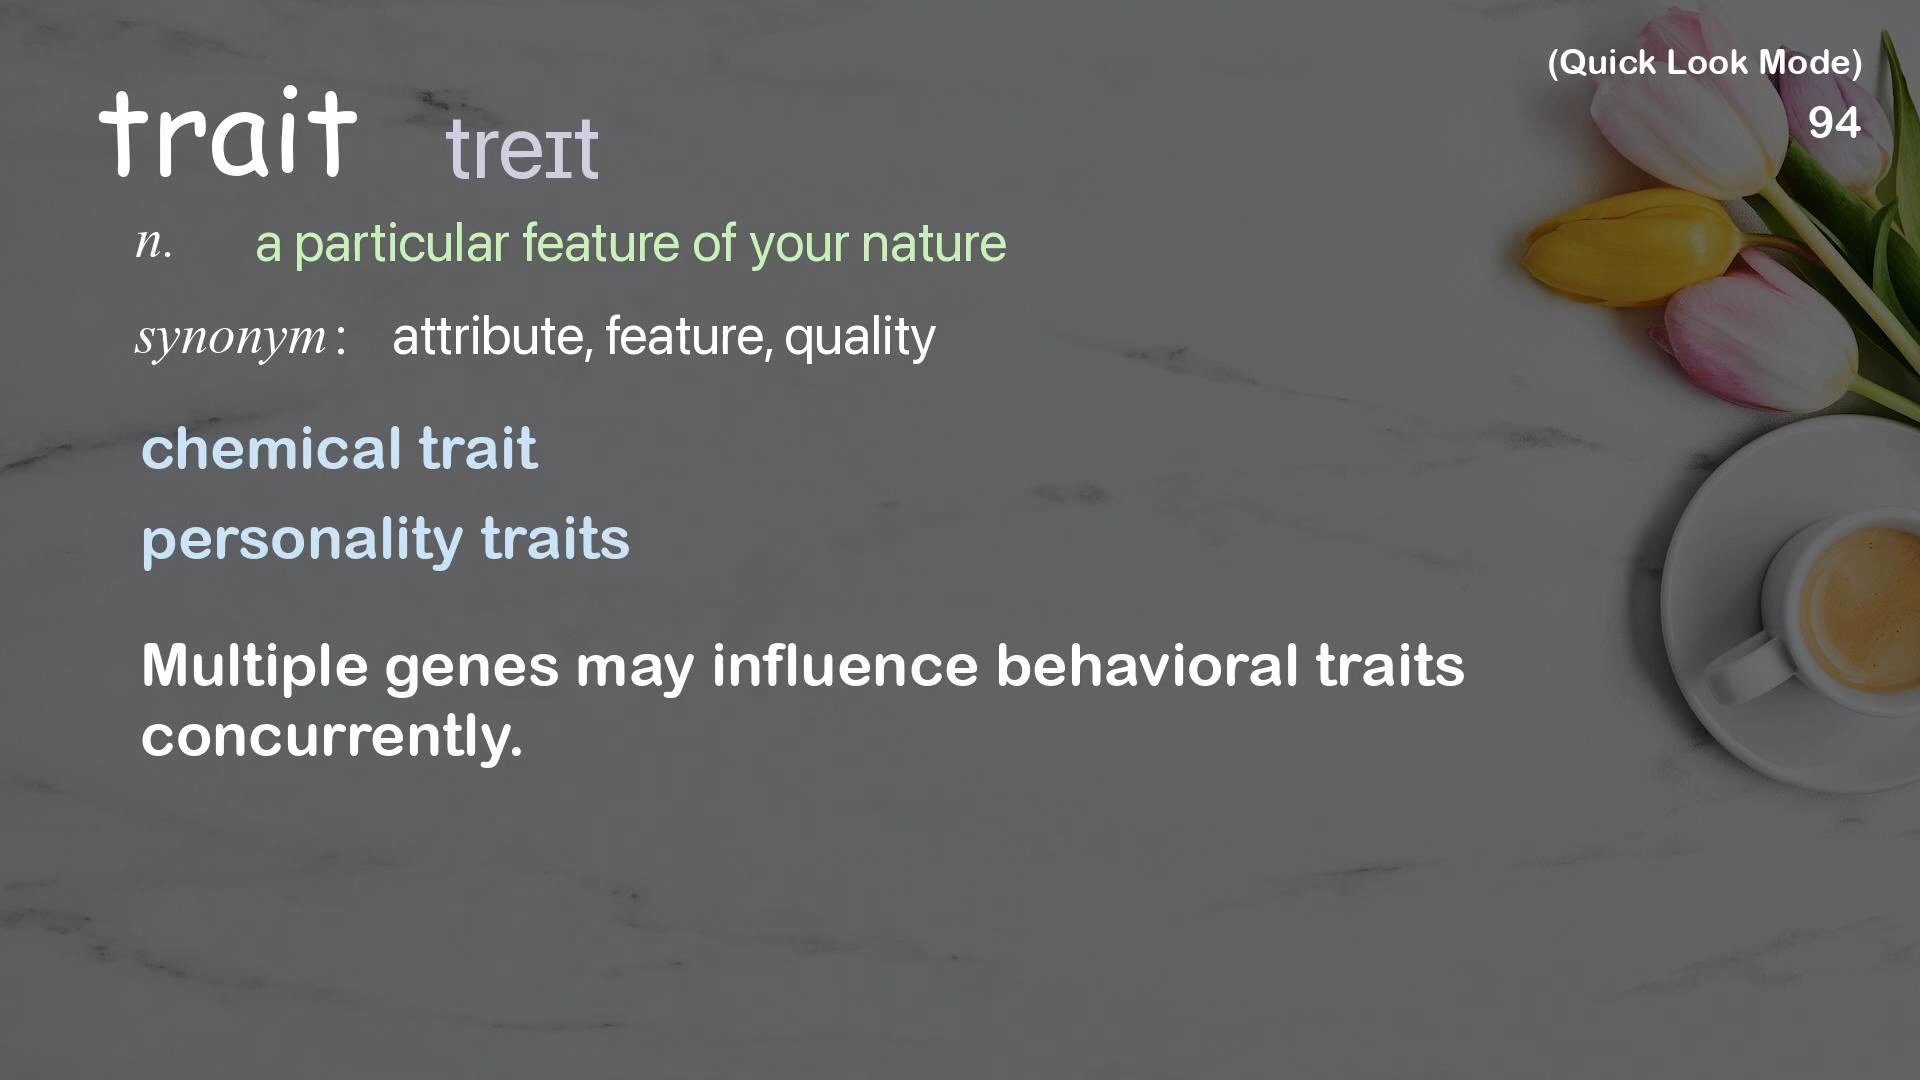 (Quick Look Mode)
94
trait treɪt
n. a particular feature of your nature
synonym: attribute, feature, quality
chemical trait
personality traits
Multiple genes may influence behavioral traits
concurrently.